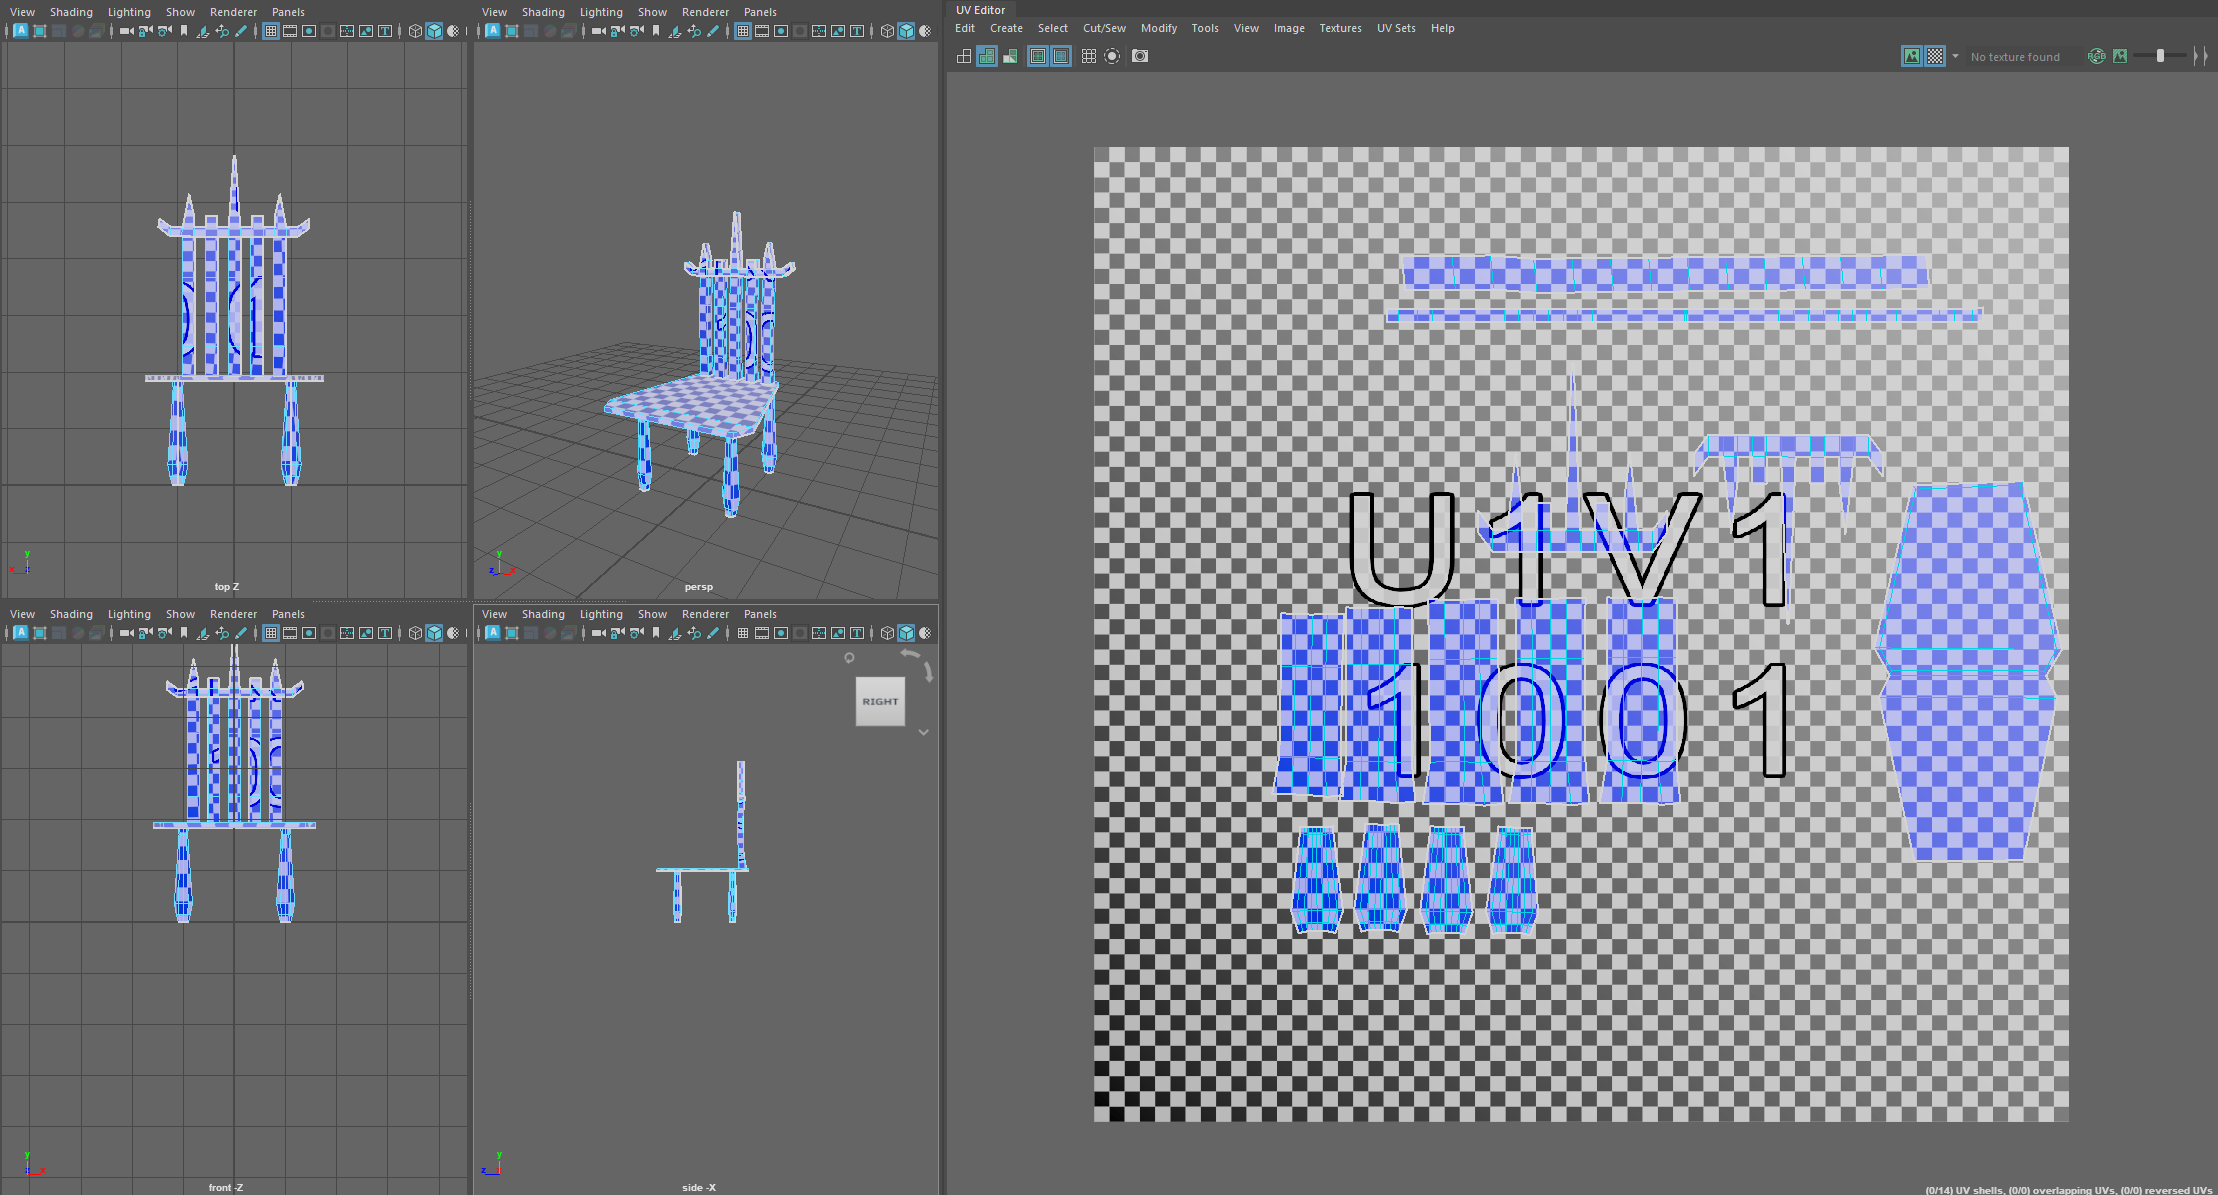 View Shading Lighting Show Renderer Panels
View Shading Lighting Show Renderer Panels
UV Editor
Edit Create Select Cut/Sew Modify Tools View Image Textures UV Sets Help
No texture found
RGB
U1V1
1001
y
x
z
top Z
y
z
x
persp
View Shading Lighting Show Renderer Panels
View Shading Lighting Show Renderer Panels
RIGHT
y
z
x
front -Z
y
z
side -X
(0/14) UV shells, (0/0) overlapping UVs, (0/0) reversed UVs